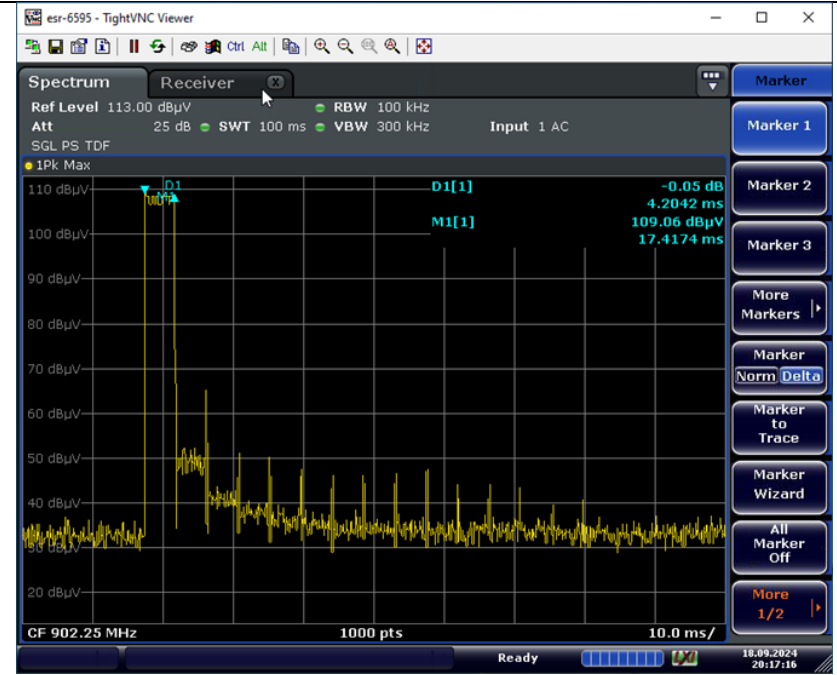 esr-6595 - TightVNC Viewer
Ctrl Alt
Spectrum Receiver
Ref Level 113.00 dBµV RBW 100 kHz
Att 25 dB SWT 100 ms VBW 300 kHz Input 1 AC
SGL PS TDF
1Pk Max
D1[1] -0.05 dB
4.2042 ms
M1[1] 109.06 dBµV
17.4174 ms
D1
M1
110 dBµV
100 dBµV
90 dBµV
80 dBµV
70 dBµV
60 dBµV
50 dBµV
40 dBµV
30 dBµV
20 dBµV
CF 902.25 MHz 1000 pts 10.0 ms/
Marker
Marker 1
Marker 2
Marker 3
More
Markers
Marker
Norm Delta
Marker
to
Trace
Marker
Wizard
All
Marker
Off
More
1/2
Ready
LXI
18.09.2024
20:17:16